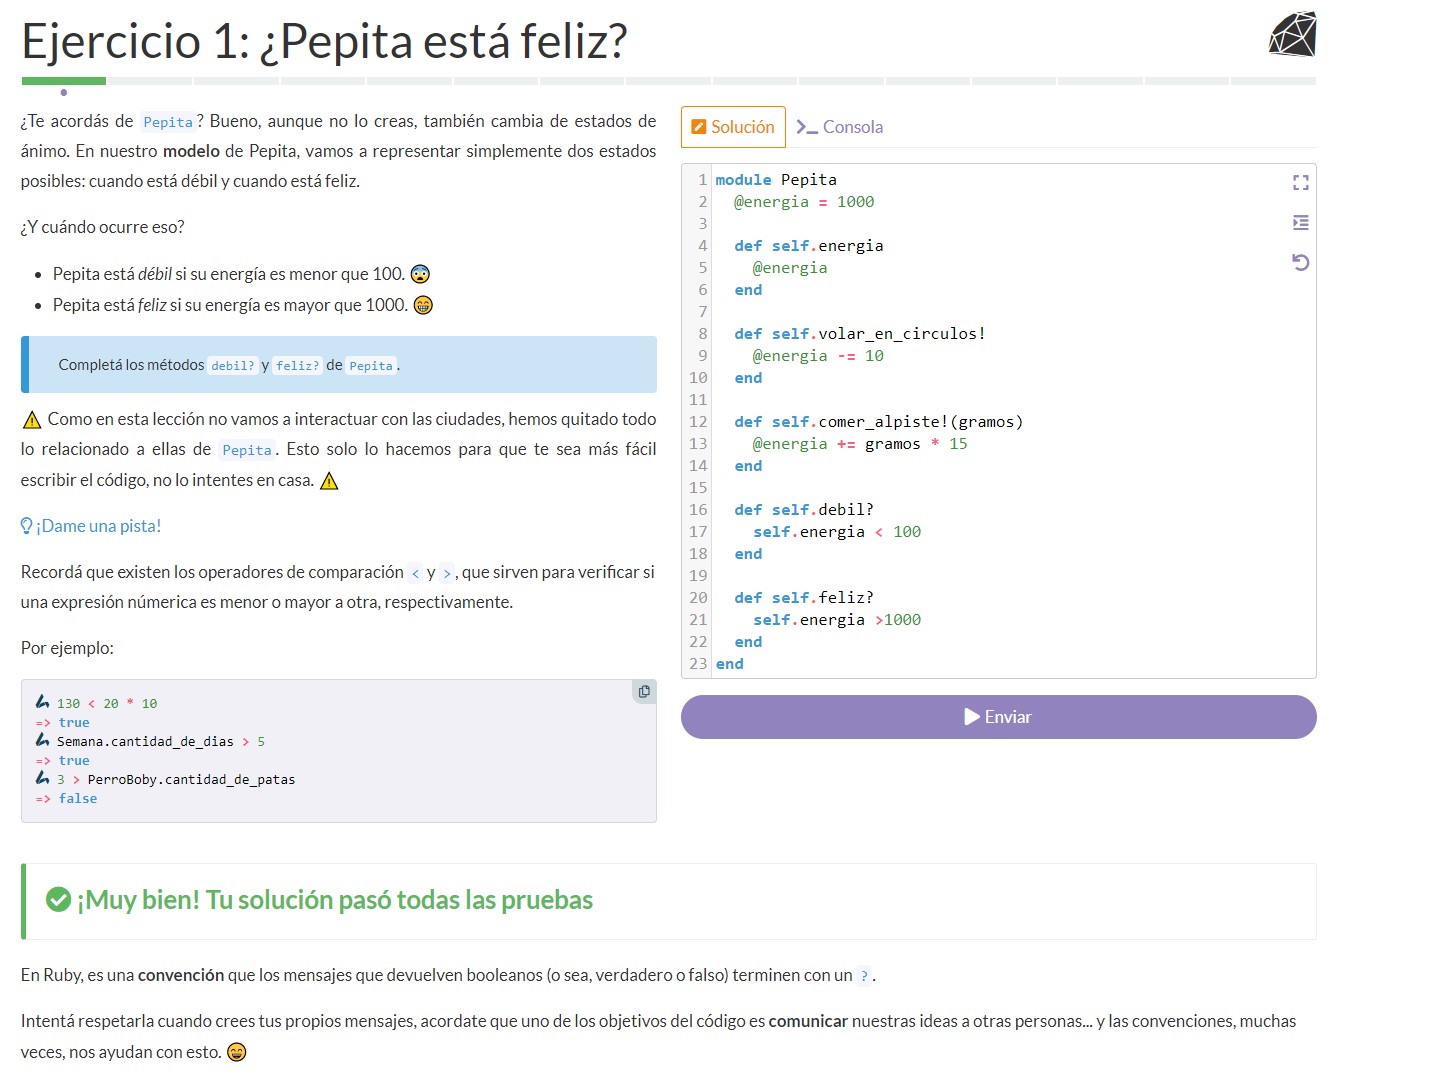 Ejercicio 1: ¿Pepita está feliz?
¿Te acordás de Pepita? Bueno, aunque no lo creas, también cambia de estados de
ánimo. En nuestro modelo de Pepita, vamos a representar simplemente dos estados
posibles: cuando está débil y cuando está feliz.
¿Y cuándo ocurre eso?
• Pepita está débil si su energía es menor que 100. 😨
• Pepita está feliz si su energía es mayor que 1000. 😁
Completá los métodos debil? y feliz? de Pepita.
⚠️ Como en esta lección no vamos a interactuar con las ciudades, hemos quitado todo
lo relacionado a ellas de Pepita. Esto solo lo hacemos para que te sea más fácil
escribir el código, no lo intentes en casa. ⚠️
¡Dame una pista!
Recordá que existen los operadores de comparación < y >, que sirven para verificar si
una expresión númerica es menor o mayor a otra, respectivamente.
Por ejemplo:
130 < 20 * 10
=> true
Semana.cantidad_de_dias > 5
=> true
3 > PerroBoby.cantidad_de_patas
=> false
Solución
Consola
1 module Pepita
2   @energia = 1000
3
4   def self.energia
5     @energia
6   end
7
8   def self.volar_en_circulos!
9     @energia -= 10
10   end
11
12   def self.comer_alpiste!(gramos)
13     @energia += gramos * 15
14   end
15
16   def self.debil?
17     self.energia < 100
18   end
19
20   def self.feliz?
21     self.energia >1000
22   end
23 end
Enviar
¡Muy bien! Tu solución pasó todas las pruebas
En Ruby, es una convención que los mensajes que devuelven booleanos (o sea, verdadero o falso) terminen con un ?.
Intentá respetarla cuando crees tus propios mensajes, acordate que uno de los objetivos del código es comunicar nuestras ideas a otras personas... y las convenciones, muchas
veces, nos ayudan con esto. 😄